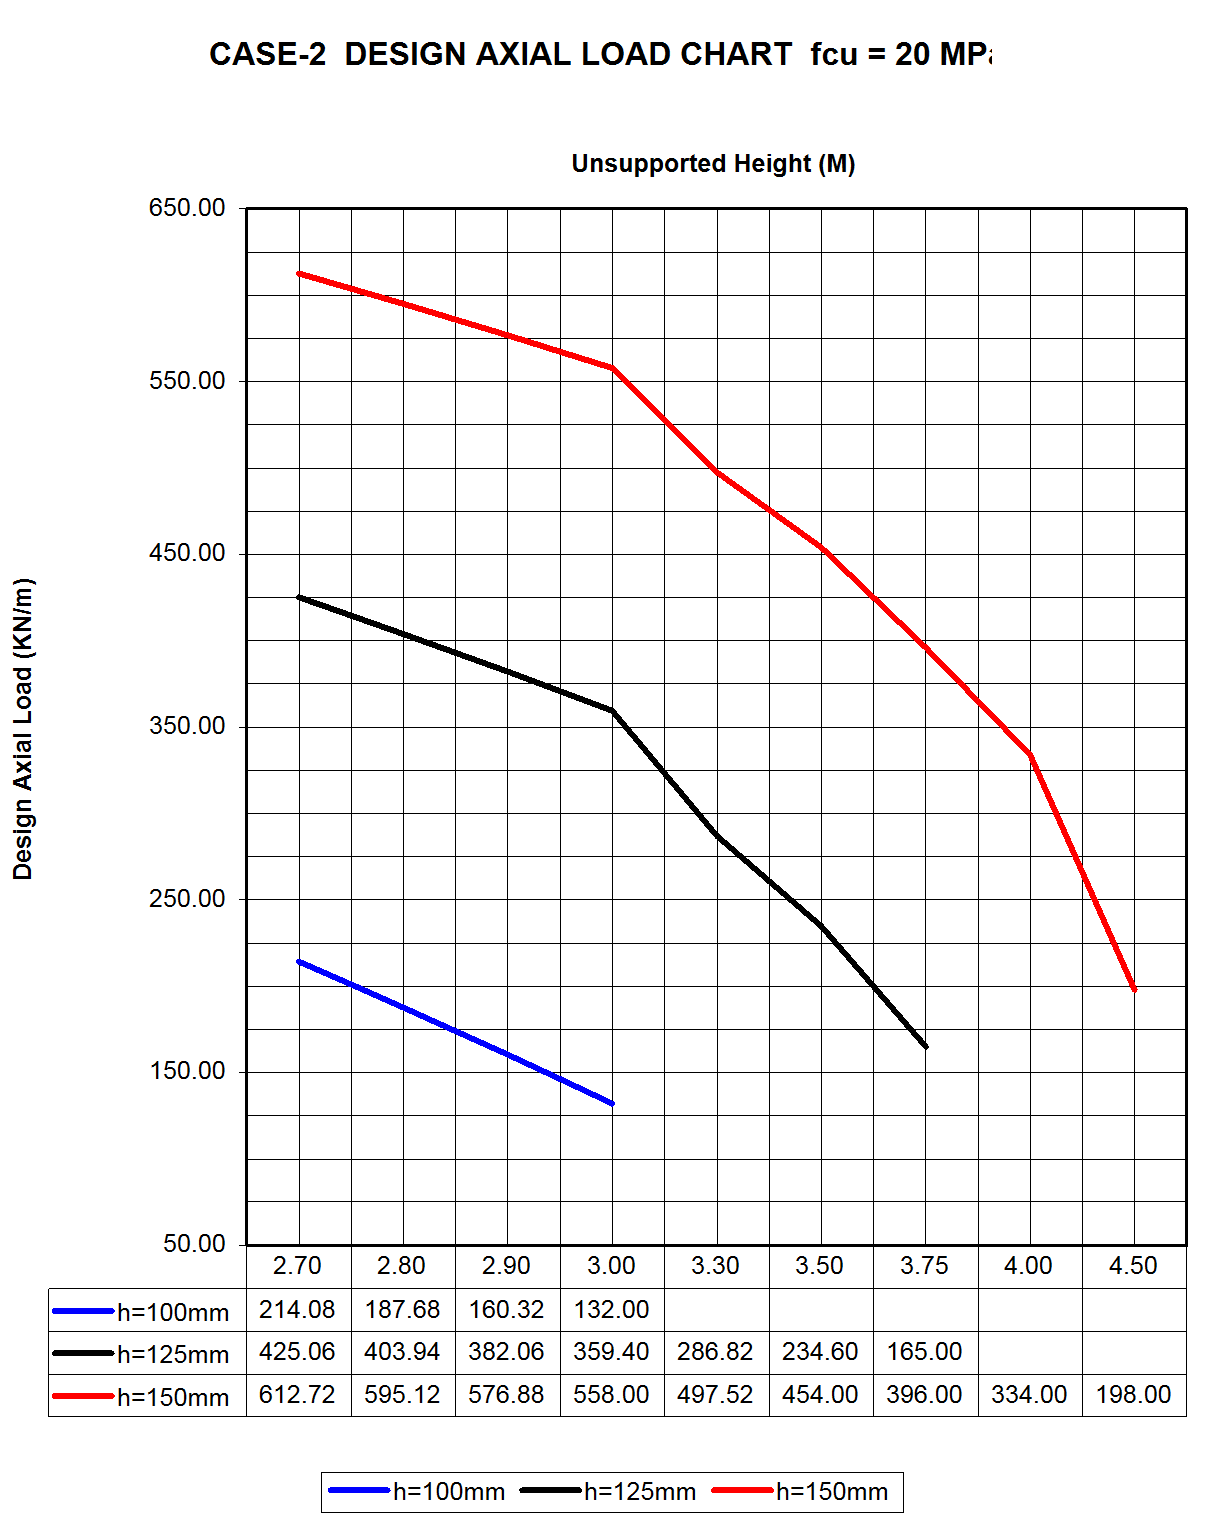 CASE-2 DESIGN AXIAL LOAD CHART fcu = 20 MPa
Unsupported Height (M)
Design Axial Load (KN/m)
650.00
550.00
450.00
350.00
250.00
150.00
50.00
2.70 2.80 2.90 3.00 3.30 3.50 3.75 4.00 4.50
h=100mm 214.08 187.68 160.32 132.00
h=125mm 425.06 403.94 382.06 359.40 286.82 234.60 165.00
h=150mm 612.72 595.12 576.88 558.00 497.52 454.00 396.00 334.00 198.00
h=100mm h=125mm h=150mm